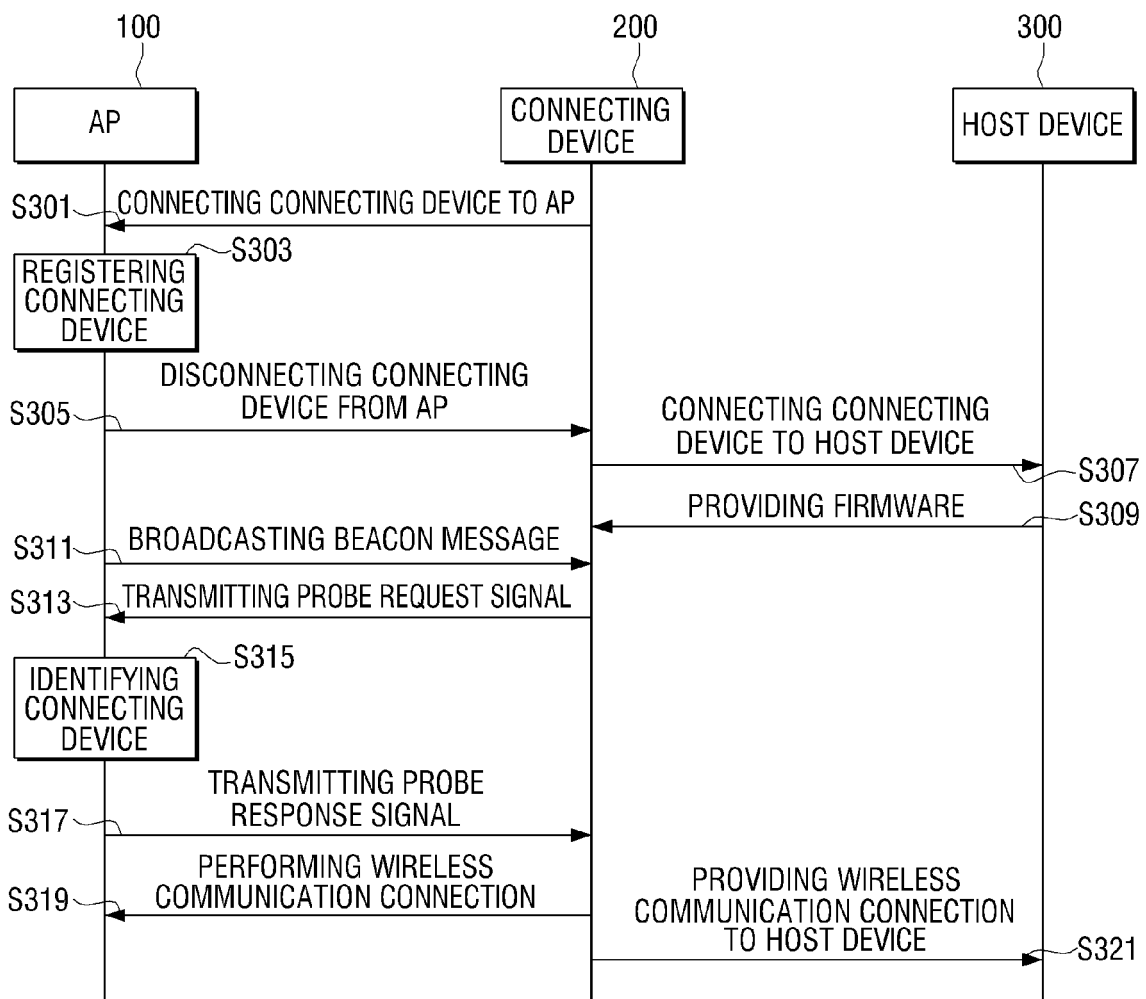 100
200
300
AP
CONNECTING
DEVICE
HOST DEVICE
S301
CONNECTING CONNECTING DEVICE TO AP
S303
REGISTERING
CONNECTING
DEVICE
DISCONNECTING CONNECTING
DEVICE FROM AP
S305
CONNECTING CONNECTING
DEVICE TO HOST DEVICE
S307
PROVIDING FIRMWARE
S309
S311
BROADCASTING BEACON MESSAGE
S313
TRANSMITTING PROBE REQUEST SIGNAL
S315
IDENTIFYING
CONNECTING
DEVICE
TRANSMITTING PROBE
RESPONSE SIGNAL
S317
PERFORMING WIRELESS
COMMUNICATION CONNECTION
S319
PROVIDING WIRELESS
COMMUNICATION CONNECTION
TO HOST DEVICE
S321